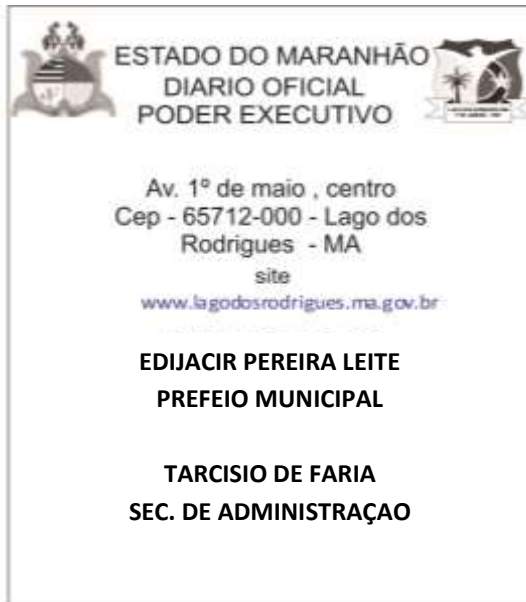 ESTADO DO MARANHÃO
DIARIO OFICIAL
PODER EXECUTIVO
Av. 1º de maio , centro
Cep - 65712-000 - Lago dos
Rodrigues - MA
site
www.lagodosrodrigues.ma.gov.br
EDIJACIR PEREIRA LEITE
PREFEIO MUNICIPAL
TARCISIO DE FARIA
SEC. DE ADMINISTRAÇAO